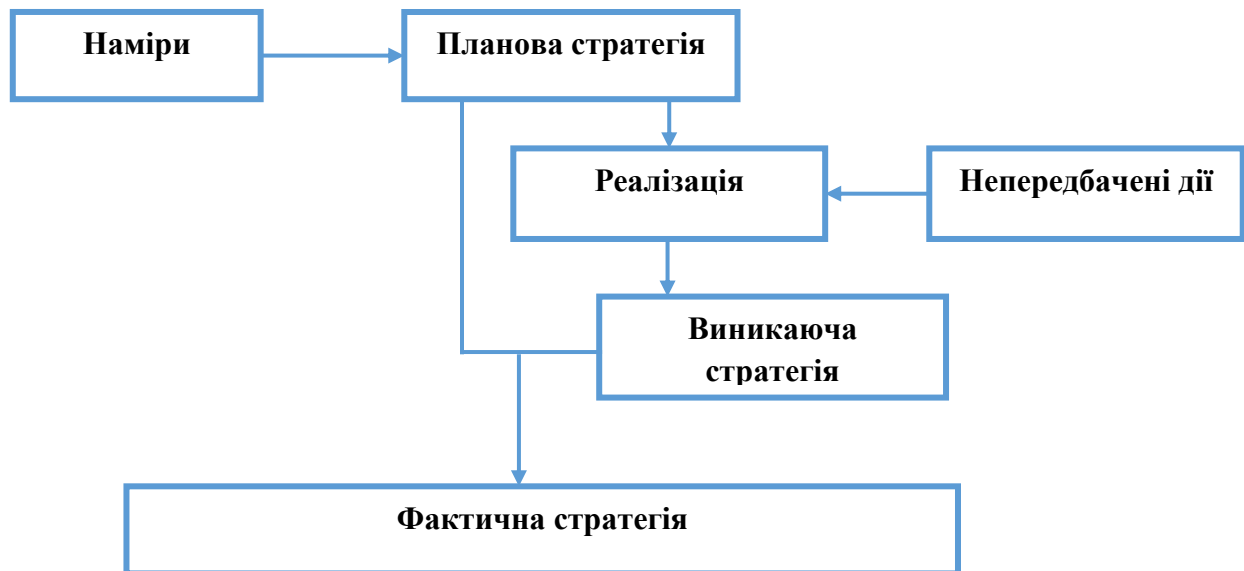 Наміри
Планова стратегія
Реалізація
Непередбачені дії
Виникаюча
стратегія
Фактична стратегія